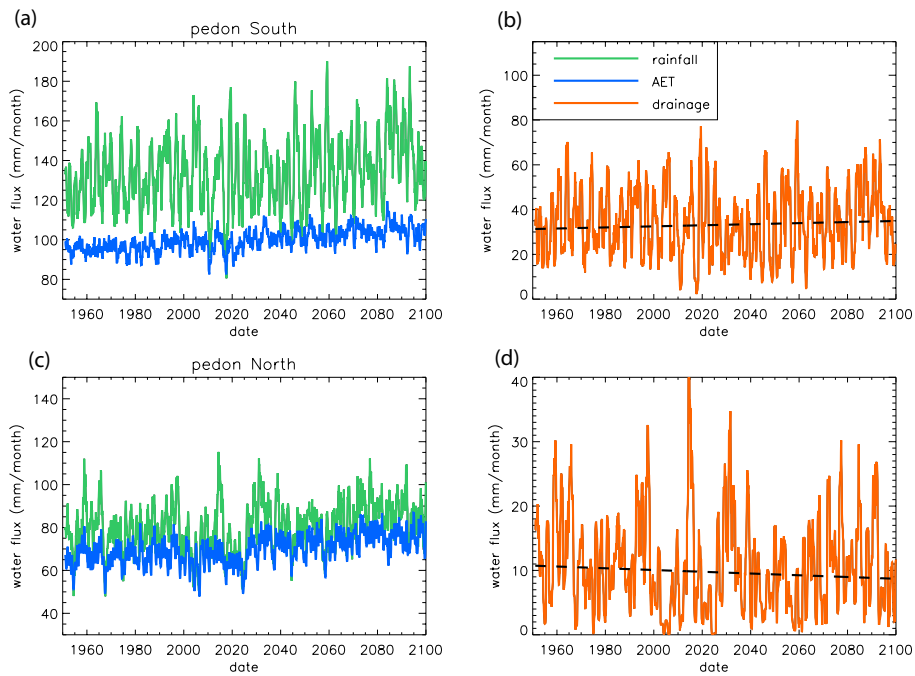 (a)
pedon South
water flux (mm/month)
200
180
160
140
120
100
80
1960 1980 2000 2020 2040 2060 2080 2100
date
(b)
rainfall
AET
drainage
water flux (mm/month)
100
80
60
40
20
0
1960 1980 2000 2020 2040 2060 2080 2100
date
(c)
pedon North
water flux (mm/month)
140
120
100
80
60
40
1960 1980 2000 2020 2040 2060 2080 2100
date
(d)
water flux (mm/month)
40
30
20
10
0
1960 1980 2000 2020 2040 2060 2080 2100
date